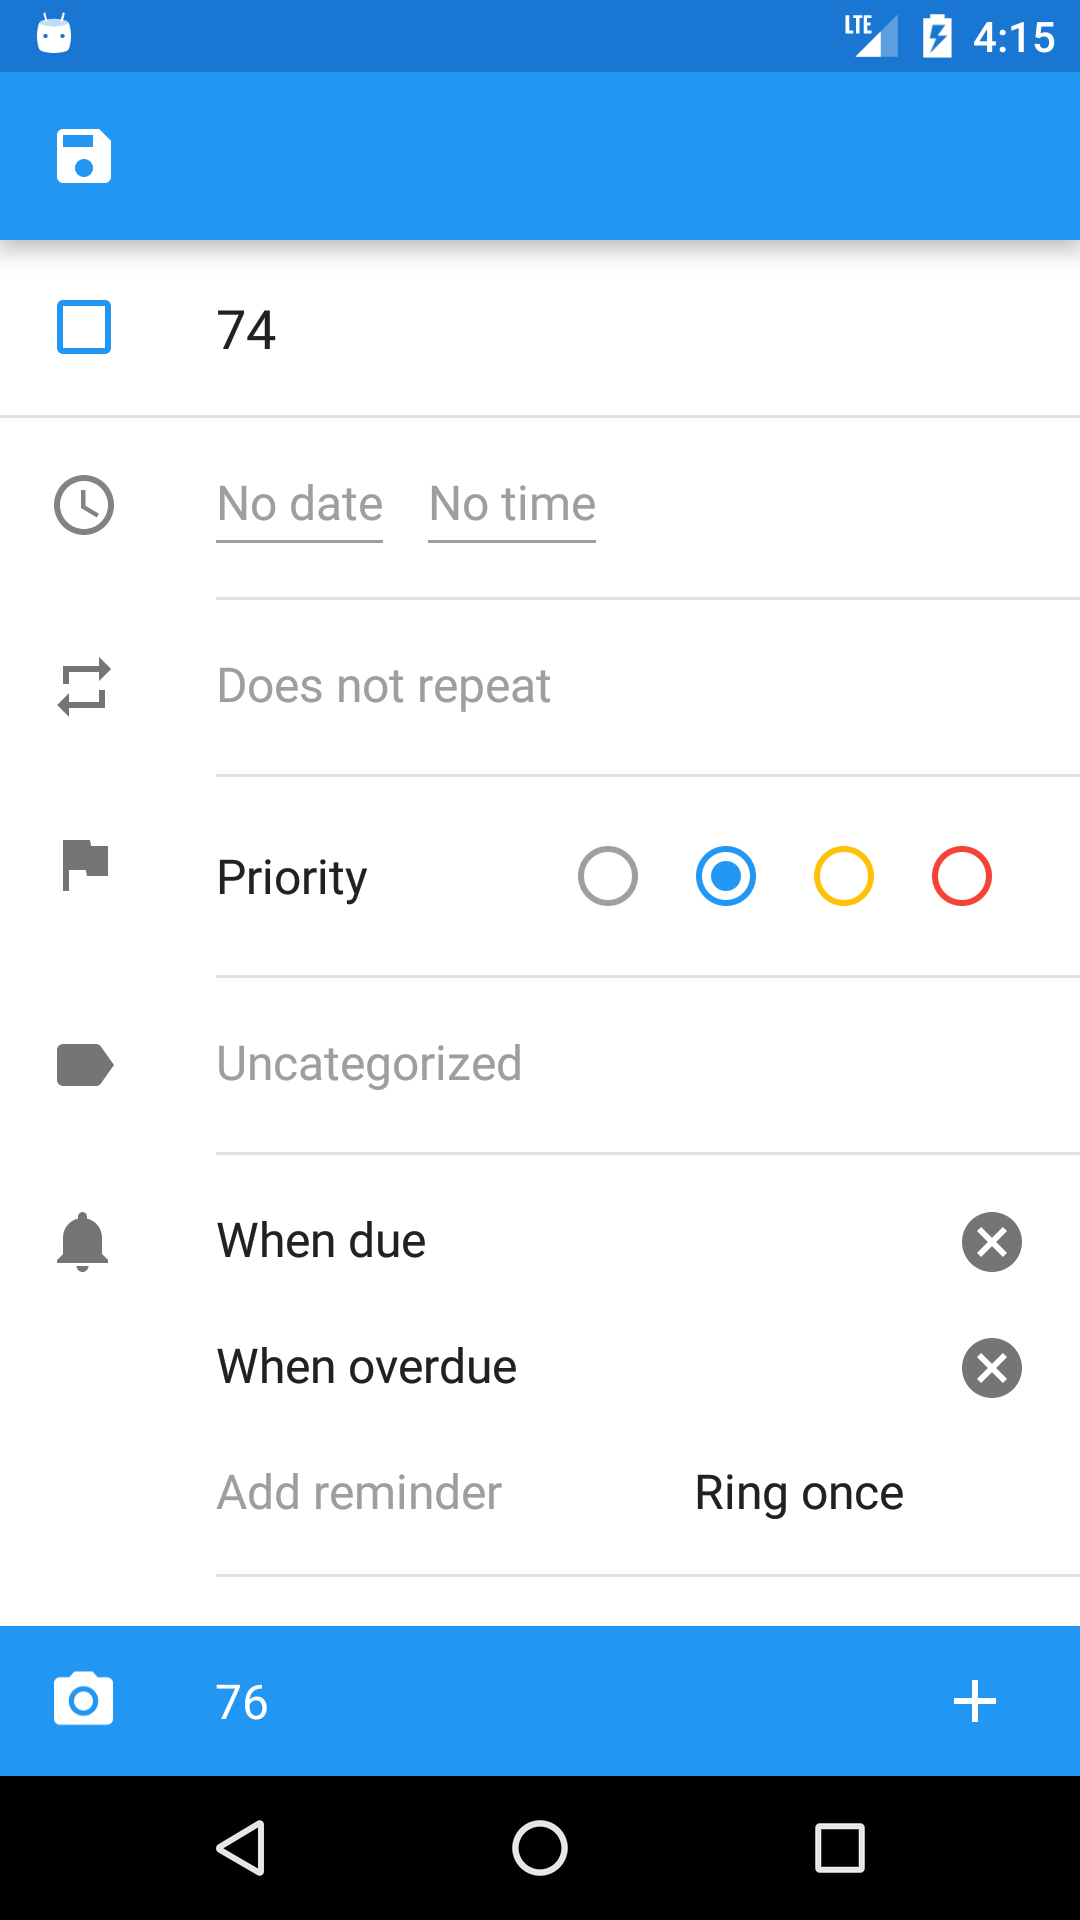 LTE 4:15
74
No date No time
Does not repeat
Priority
Uncategorized
When due
When overdue
Add reminder Ring once
76